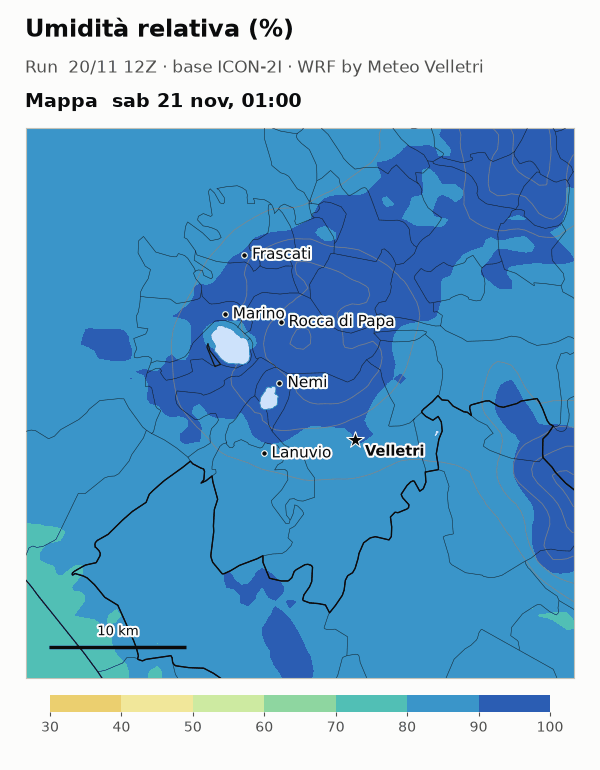 Umidità relativa (%)
Run  20/11 12Z · base ICON-2I · WRF by Meteo Velletri
Mappa  sab 21 nov, 01:00
Frascati
Marino
Rocca di Papa
Nemi
Velletri
Lanuvio
10 km
30 40 50 60 70 80 90 100